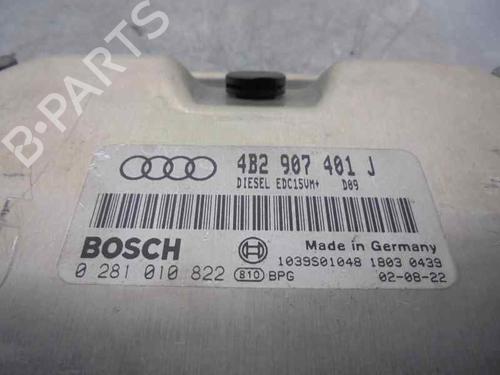 B-PARTS
4B2 907 401 J
DIESEL EDC15VM+ D09
BOSCH
Made in Germany
0 281 010 822 810 BPG
1039S01048 1803 0439
02-08-22